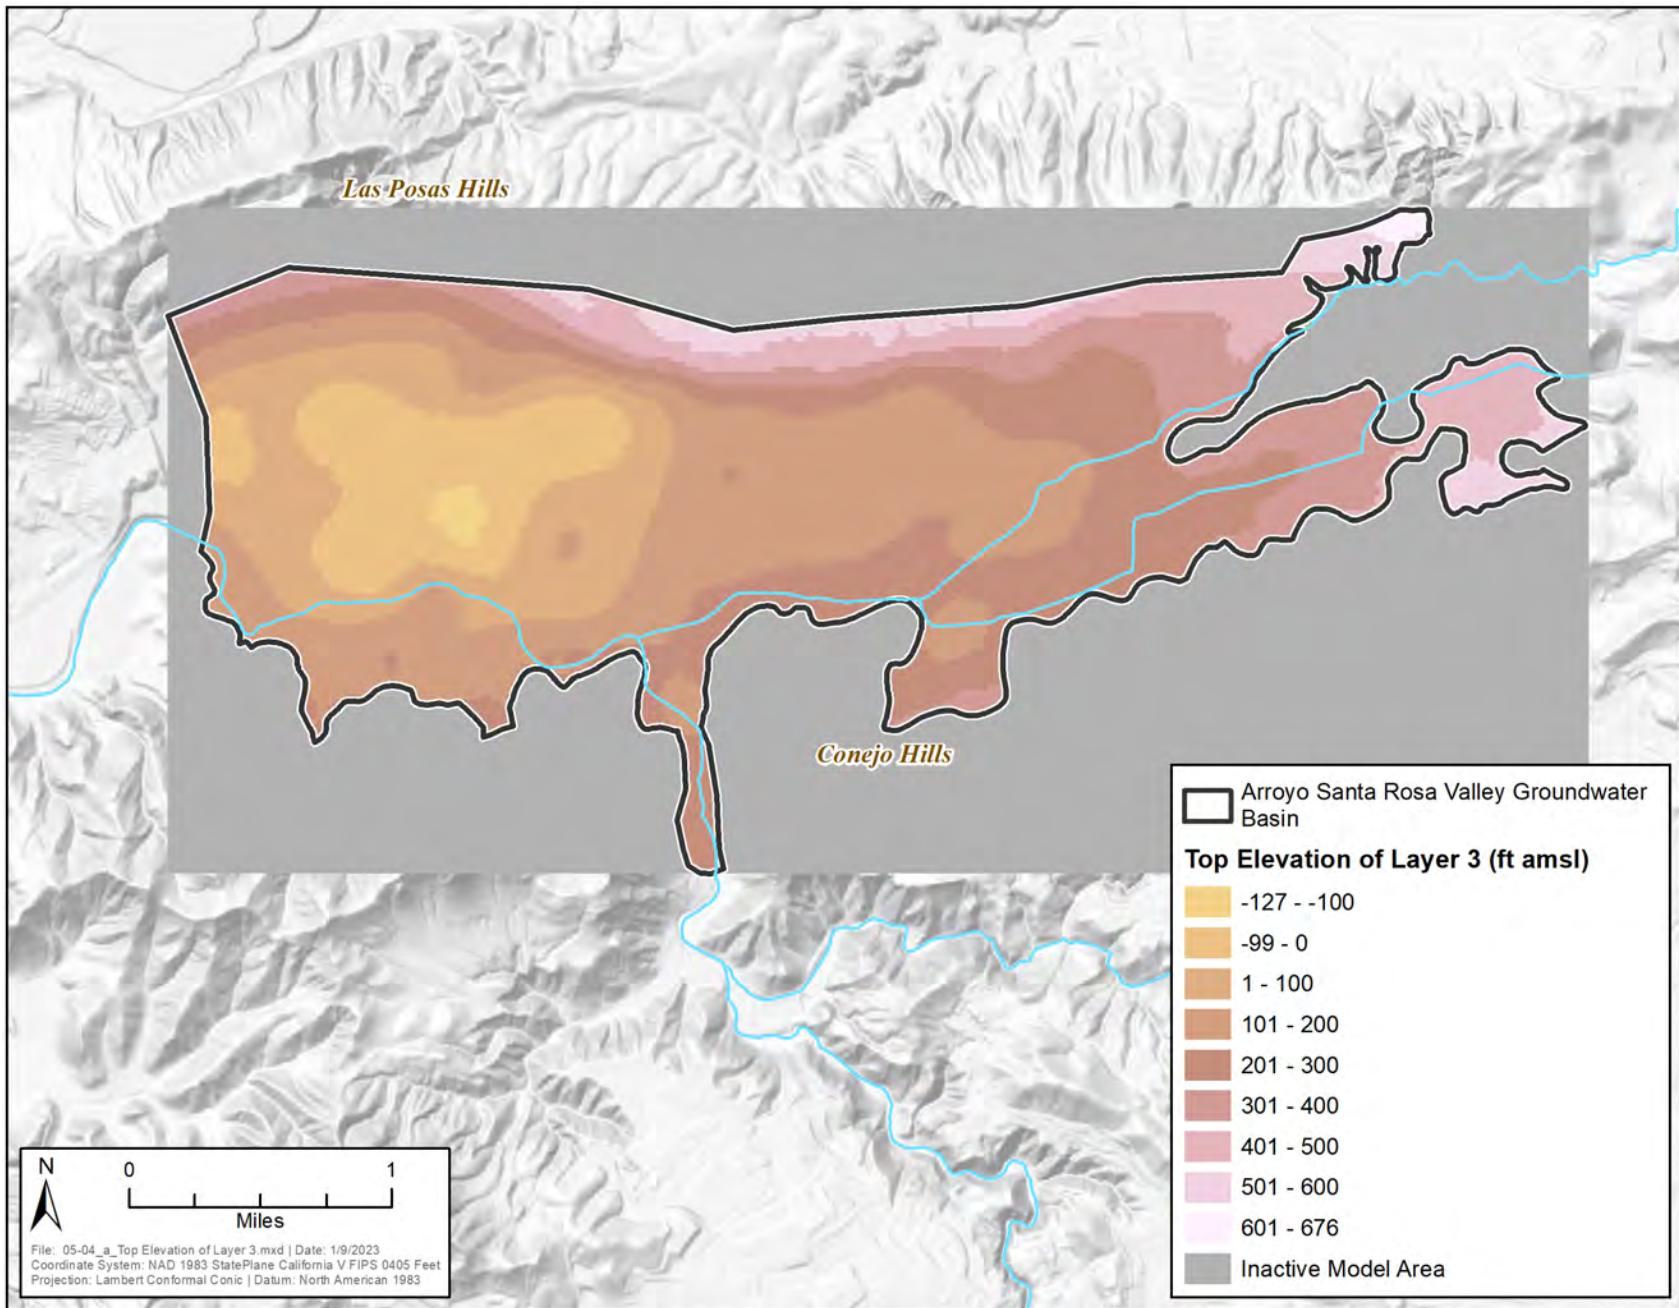 Las Posas Hills
Conejo Hills
Arroyo Santa Rosa Valley Groundwater
Basin
Top Elevation of Layer 3 (ft amsl)
-127 - -100
-99 - 0
1 - 100
101 - 200
201 - 300
301 - 400
401 - 500
501 - 600
601 - 676
Inactive Model Area
N
0 1
Miles
File: 05-04_a_Top Elevation of Layer 3.mxd | Date: 1/9/2023
Coordinate System: NAD 1983 StatePlane California V FIPS 0405 Feet
Projection: Lambert Conformal Conic | Datum: North American 1983